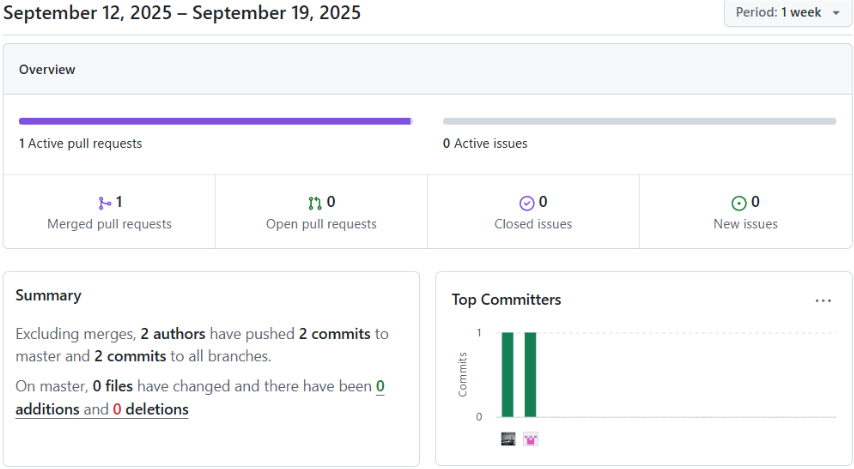 September 12, 2025 – September 19, 2025
Period: 1 week
Overview
1 Active pull requests
0 Active issues
1
Merged pull requests
0
Open pull requests
0
Closed issues
0
New issues
Summary
Excluding merges, 2 authors have pushed 2 commits to
master and 2 commits to all branches.
On master, 0 files have changed and there have been 0
additions and 0 deletions
Top Committers
Commits
1
0